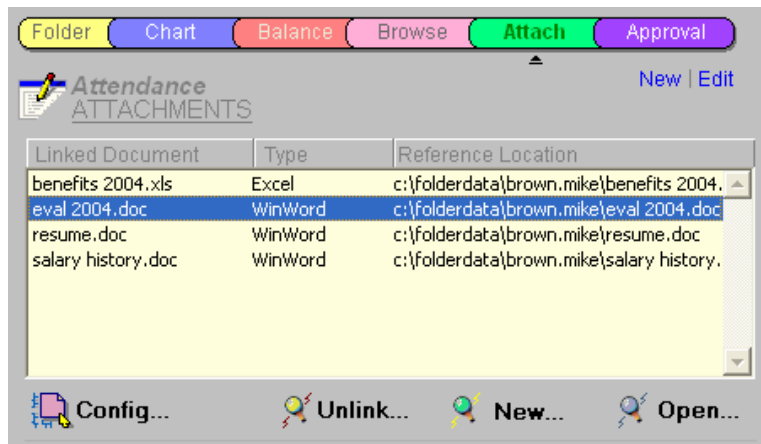 Folder Chart Balance Browse Attach Approval
New | Edit
Attendance
ATTACHMENTS
Linked Document Type Reference Location
benefits 2004.xls Excel c:\folderdata\brown.mike\benefits 2004.
eval 2004.doc WinWord c:\folderdata\brown.mike\eval 2004.doc
resume.doc WinWord c:\folderdata\brown.mike\resume.doc
salary history.doc WinWord c:\folderdata\brown.mike\salary history.
Config... Unlink... New... Open...